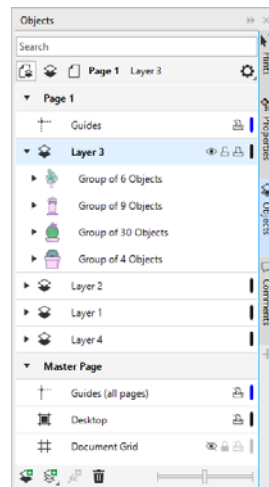 Objects
Search
Page 1 Layer 3
Page 1
Guides
Layer 3
Group of 6 Objects
Group of 9 Objects
Group of 30 Objects
Group of 4 Objects
Layer 2
Layer 1
Layer 4
Master Page
Guides (all pages)
Desktop
Document Grid
Hints
Properties
Objects
Comments